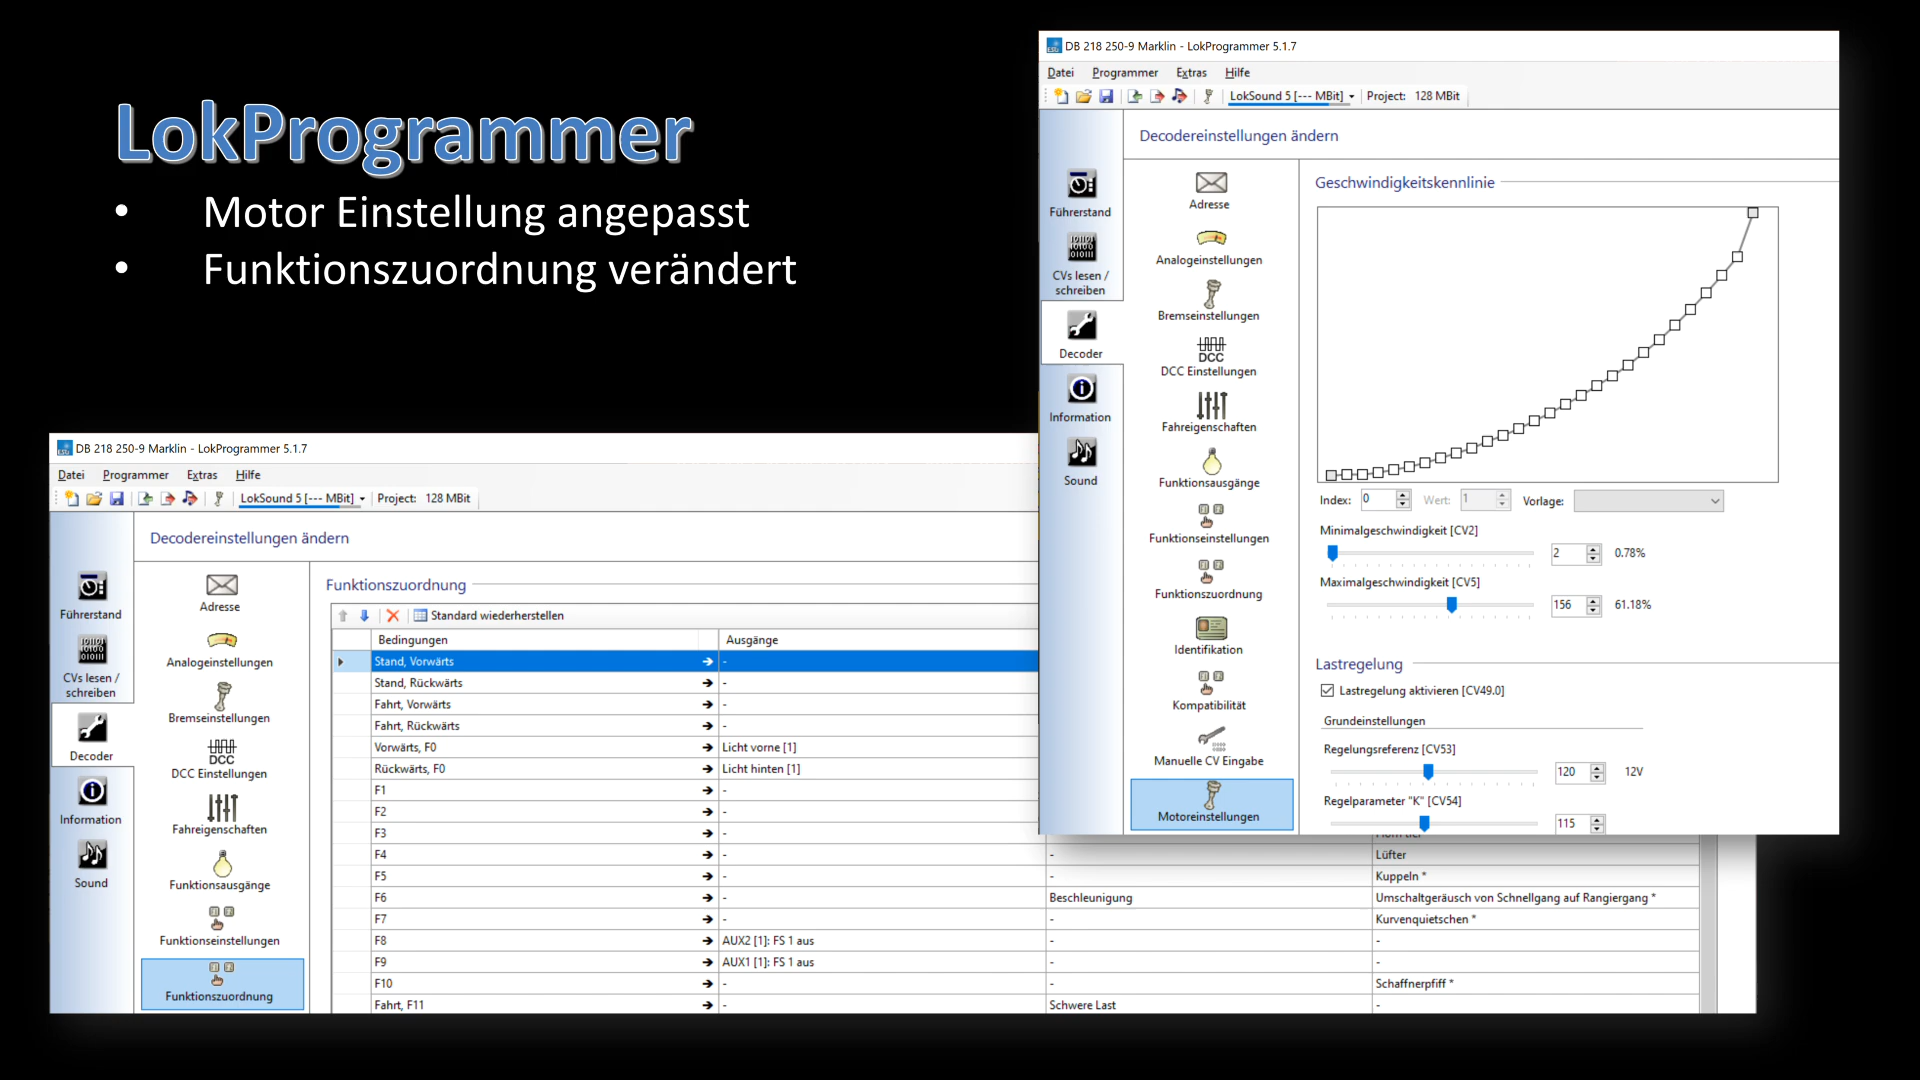 LokProgrammer
• Motor Einstellung angepasst
• Funktionszuordnung verändert
DB 218 250-9 Marklin - LokProgrammer 5.1.7
Datei Programmer Extras Hilfe
LokSound 5 [--- MBit] Project: 128 MBit
Decodereinstellungen ändern
Führerstand
CVs lesen /
schreiben
Decoder
Information
Sound
Adresse
Analogeinstellungen
Bremseinstellungen
DCC
DCC Einstellungen
Fahreigenschaften
Funktionsausgänge
Funktionseinstellungen
Funktionszuordnung
Identifikation
Kompatibilität
Manuelle CV Eingabe
Motoreinstellungen
Geschwindigkeitskennlinie
Index: 0 Wert: 1 Vorlage:
Minimalgeschwindigkeit [CV2]
2 0.78%
Maximalgeschwindigkeit [CV5]
156 61.18%
Lastregelung
Lastregelung aktivieren [CV49.0]
Grundeinstellungen
Regelungsreferenz [CV53]
120 12V
Regelparameter "K" [CV54]
115
DB 218 250-9 Marklin - LokProgrammer 5.1.7
Datei Programmer Extras Hilfe
LokSound 5 [--- MBit] Project: 128 MBit
Decodereinstellungen ändern
Führerstand
CVs lesen /
schreiben
Decoder
Information
Sound
Adresse
Analogeinstellungen
Bremseinstellungen
DCC
DCC Einstellungen
Fahreigenschaften
Funktionsausgänge
Funktionseinstellungen
Funktionszuordnung
Funktionszuordnung
Standard wiederherstellen
Bedingungen Ausgänge
Stand, Vorwärts -
Stand, Rückwärts -
Fahrt, Vorwärts -
Fahrt, Rückwärts -
Vorwärts, F0 Licht vorne [1]
Rückwärts, F0 Licht hinten [1]
F1 -
F2 -
F3 -
F4 - - Lüfter
F5 - - Kuppeln *
F6 - Beschleunigung Umschaltgeräusch von Schnellgang auf Rangiergang *
F7 - - Kurvenquietschen *
F8 AUX2 [1]: FS 1 aus - -
F9 AUX1 [1]: FS 1 aus - -
F10 - - Schaffnerpfiff *
Fahrt, F11 - Schwere Last -